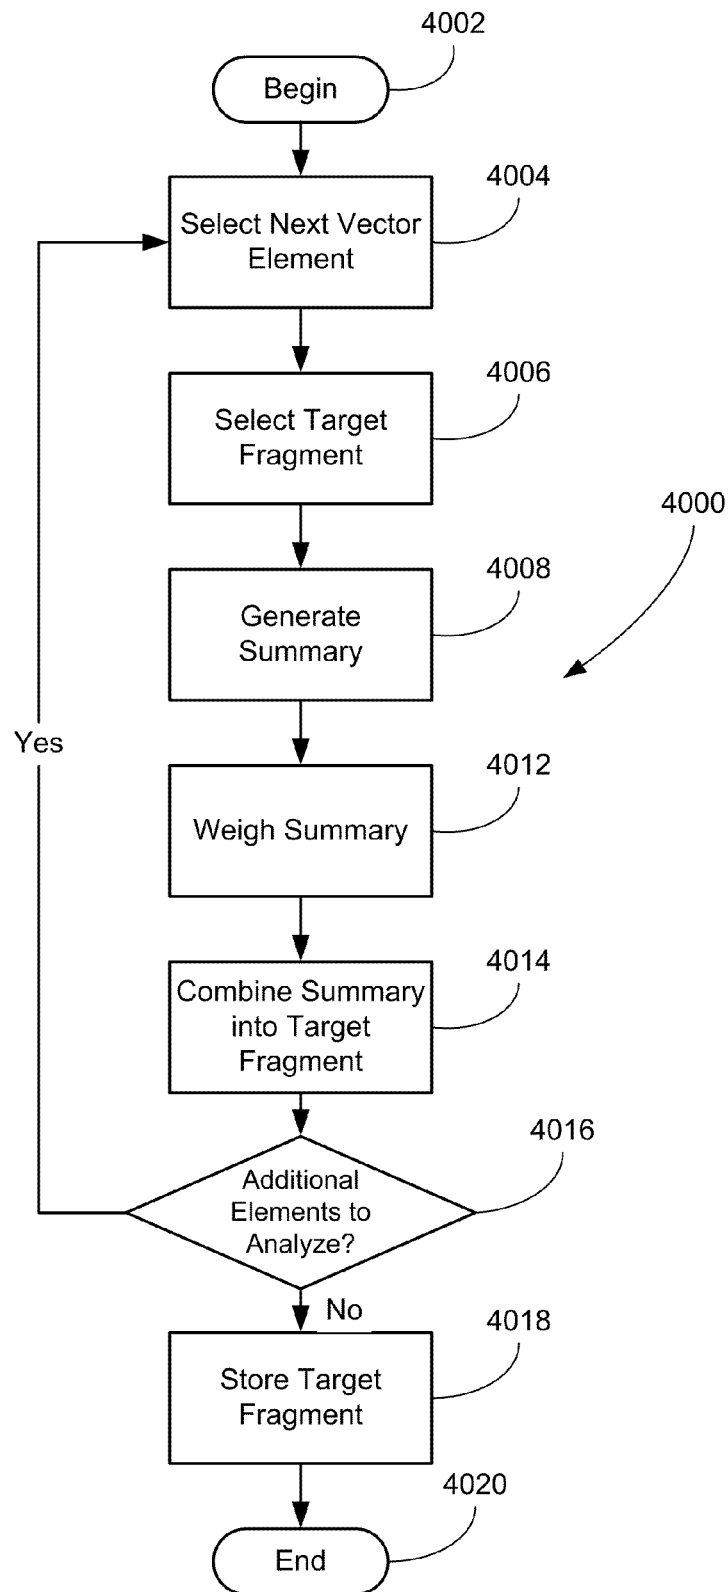 4002
Begin
4004
Select Next Vector
Element
4006
Select Target
Fragment
4000
4008
Generate
Summary
Yes
4012
Weigh Summary
4014
Combine Summary
into Target
Fragment
4016
Additional
Elements to
Analyze?
No
4018
Store Target
Fragment
4020
End